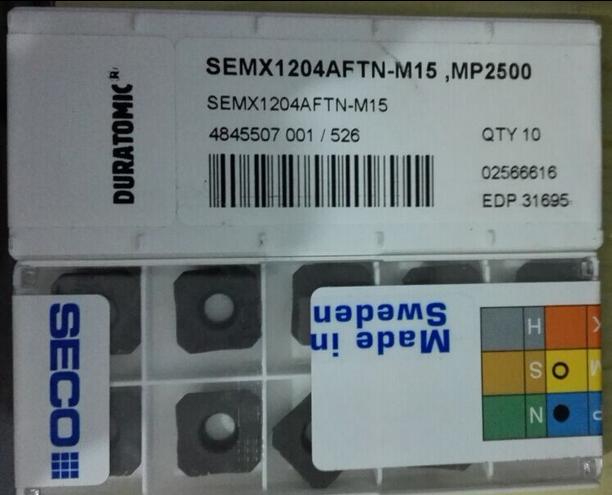 DURATOMIC®
SEMX1204AFTN-M15 ,MP2500
SEMX1204AFTN-M15
4845507 001 / 526
QTY 10
02566616
EDP 31695
SECO
Made in
Sweden
N
S
M
H
K